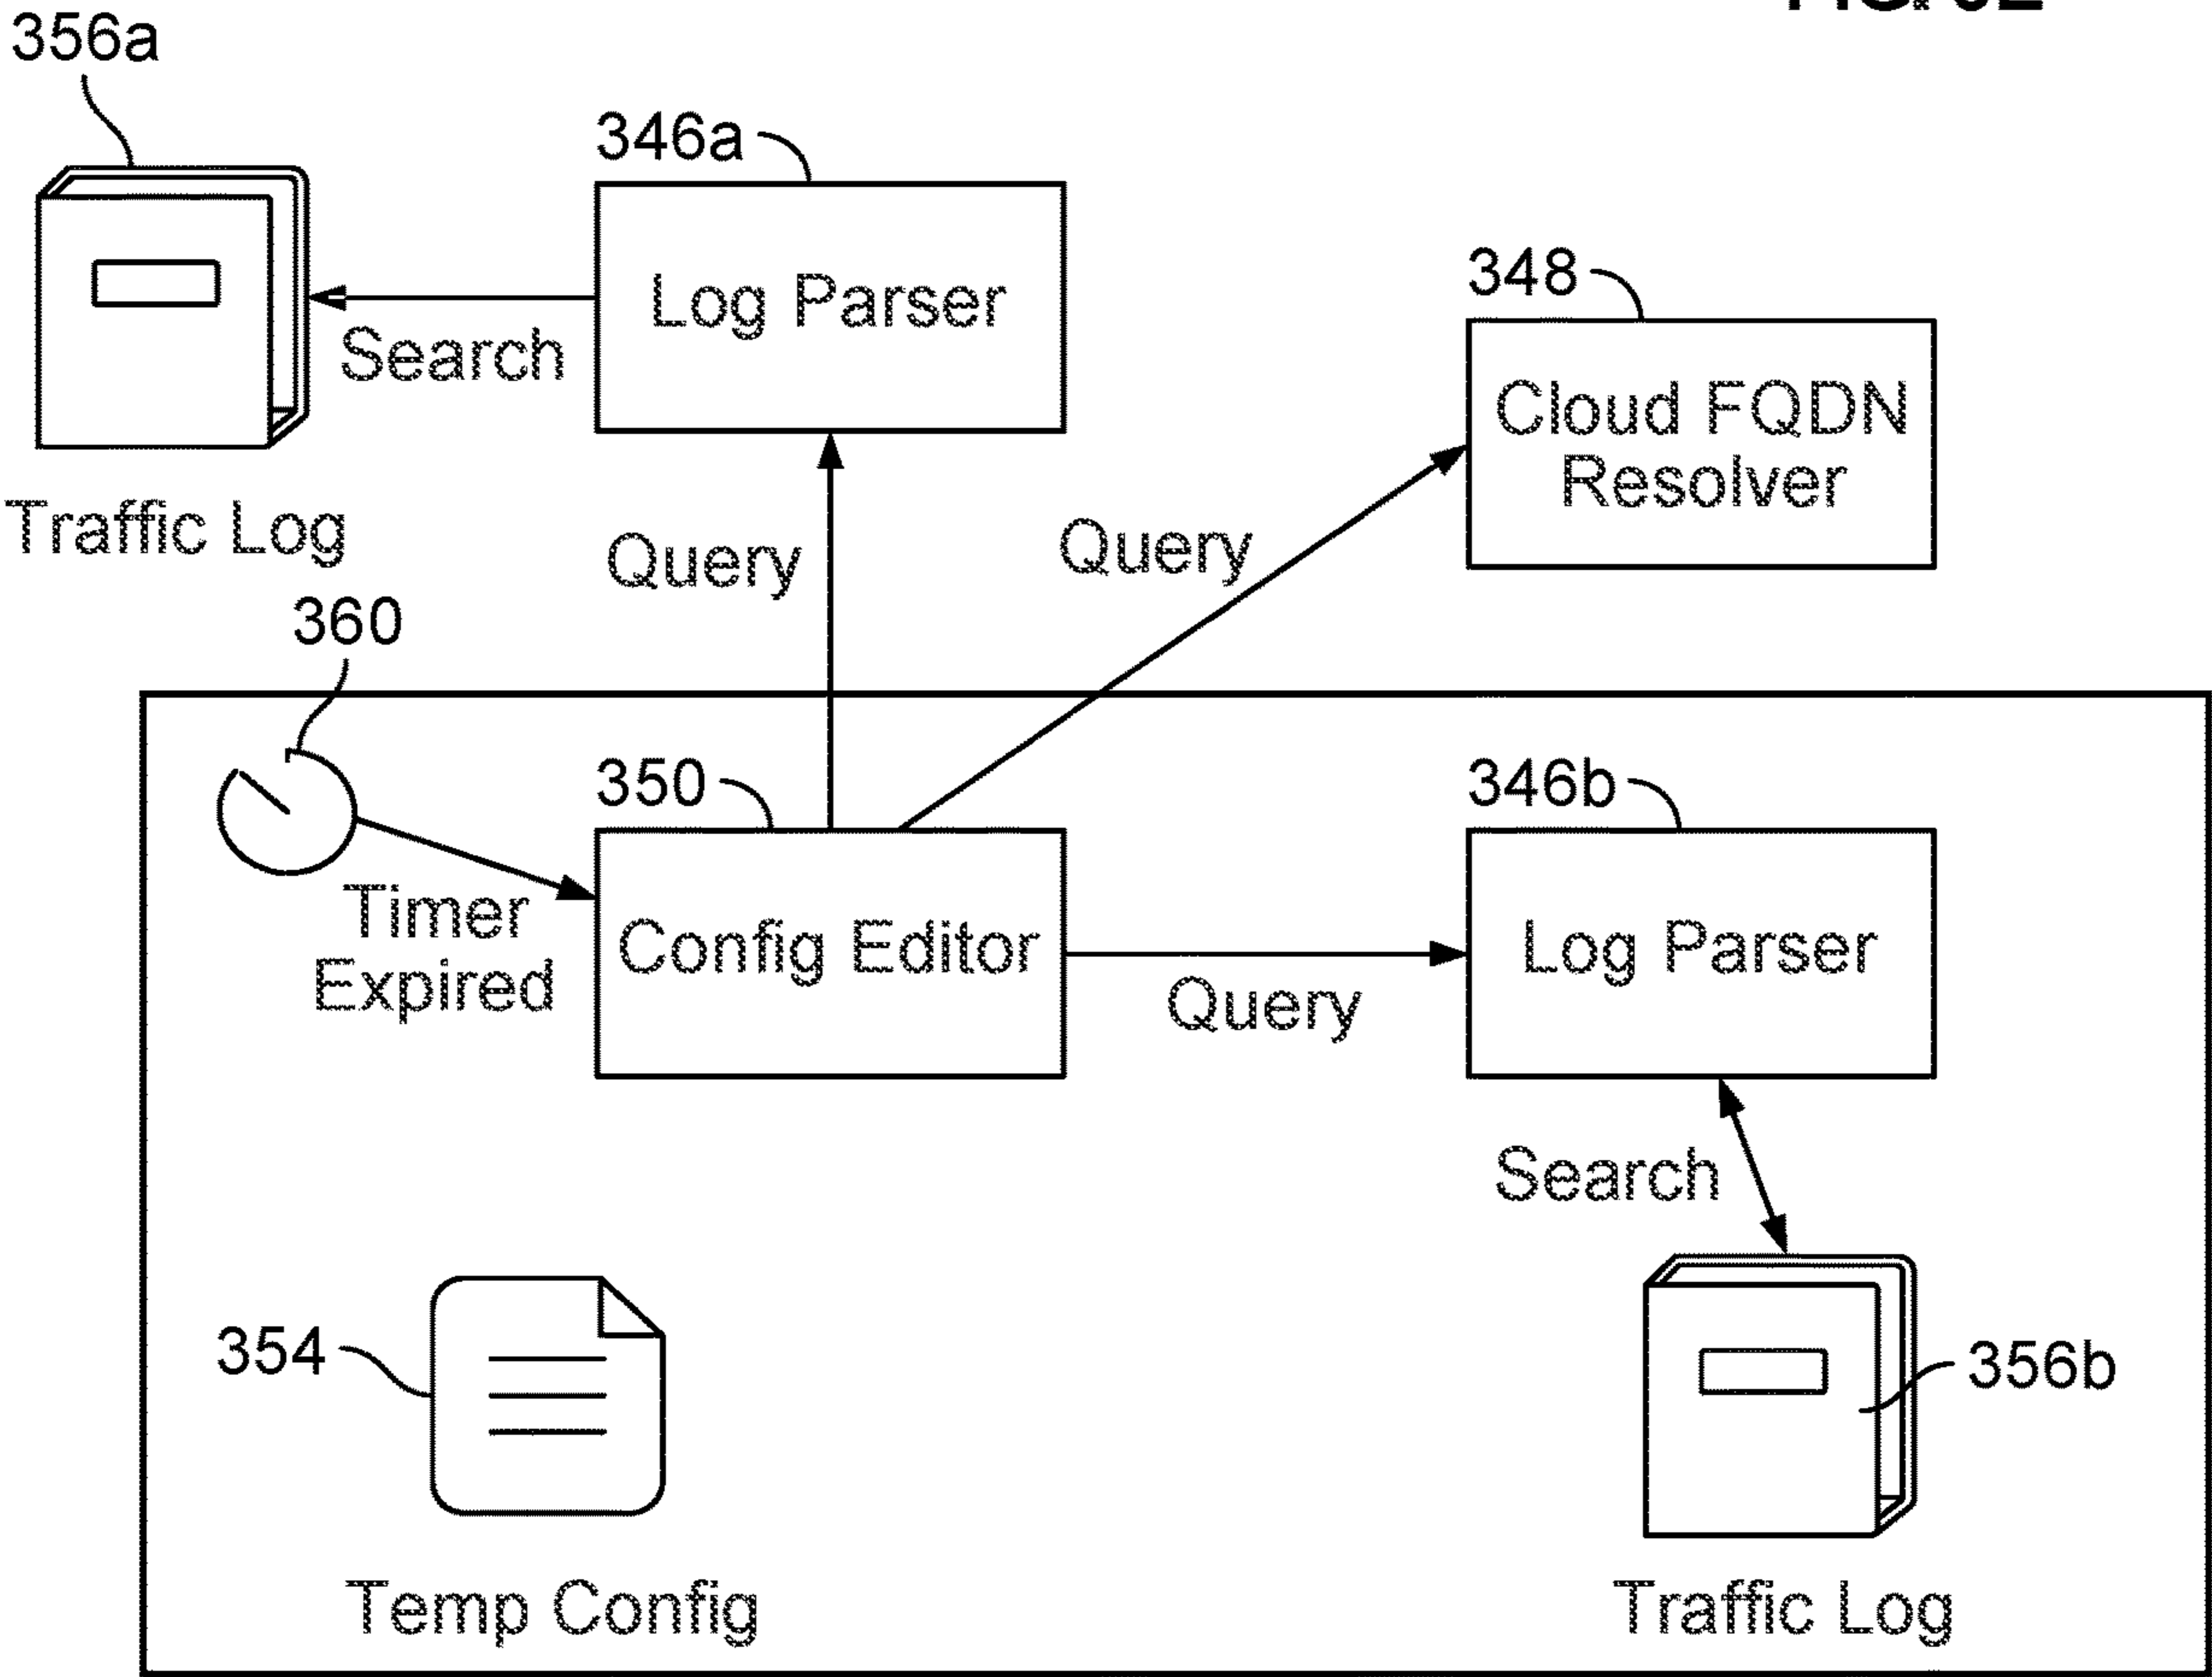 356a
346a
Log Parser
Search
348
Cloud FQDN
Resolver
Traffic Log
Query
Query
360
350
346b
Timer
Expired
Config Editor
Query
Log Parser
Search
354
356b
Temp Config
Traffic Log